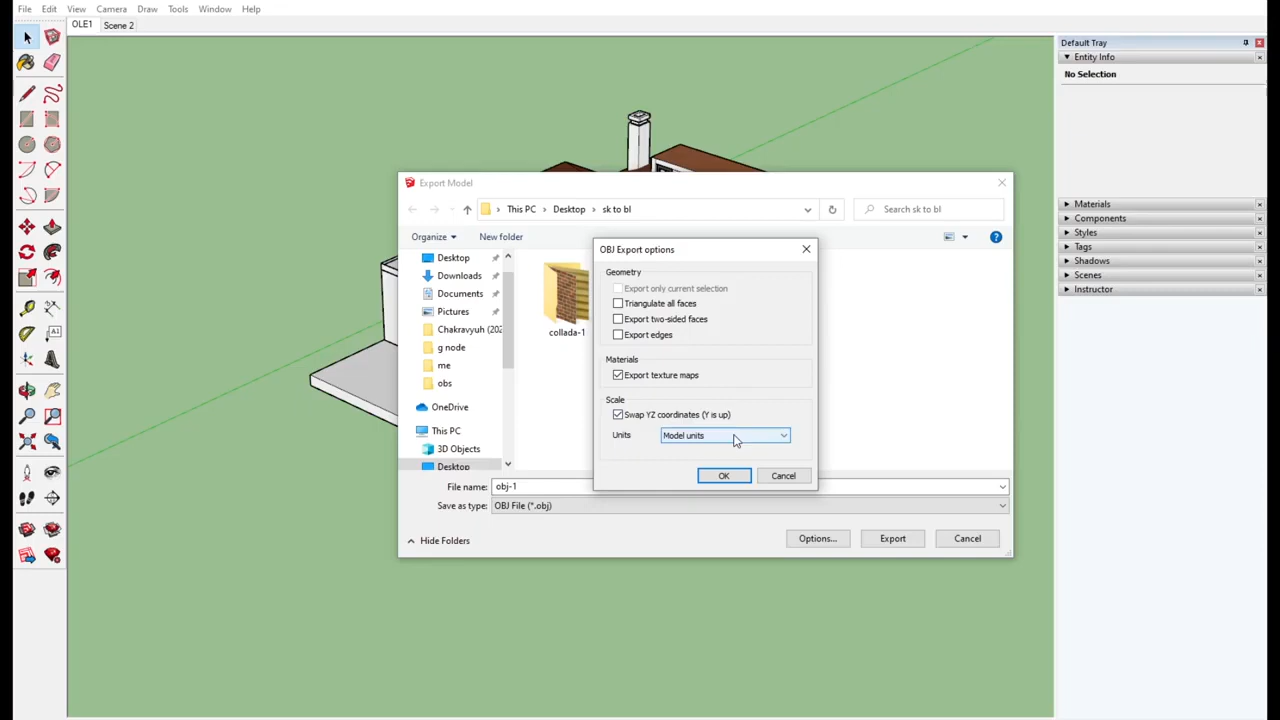 File Edit View Camera Draw Tools Window Help
OLE1 Scene 2
Default Tray
Entity Info
No Selection
Materials
Components
Styles
Tags
Shadows
Scenes
Instructor
Export Model
This PC > Desktop > sk to bl
Search sk to bl
Organize
New folder
Desktop
Downloads
Documents
Pictures
Chakravyuh (202
g node
me
obs
OneDrive
This PC
3D Objects
Desktop
collada-1
OBJ Export options
Geometry
Export only current selection
Triangulate all faces
Export two-sided faces
Export edges
Materials
Export texture maps
Scale
Swap YZ coordinates (Y is up)
Units Model units
OK Cancel
File name: obj-1
Save as type: OBJ File (*.obj)
Hide Folders
Options... Export Cancel